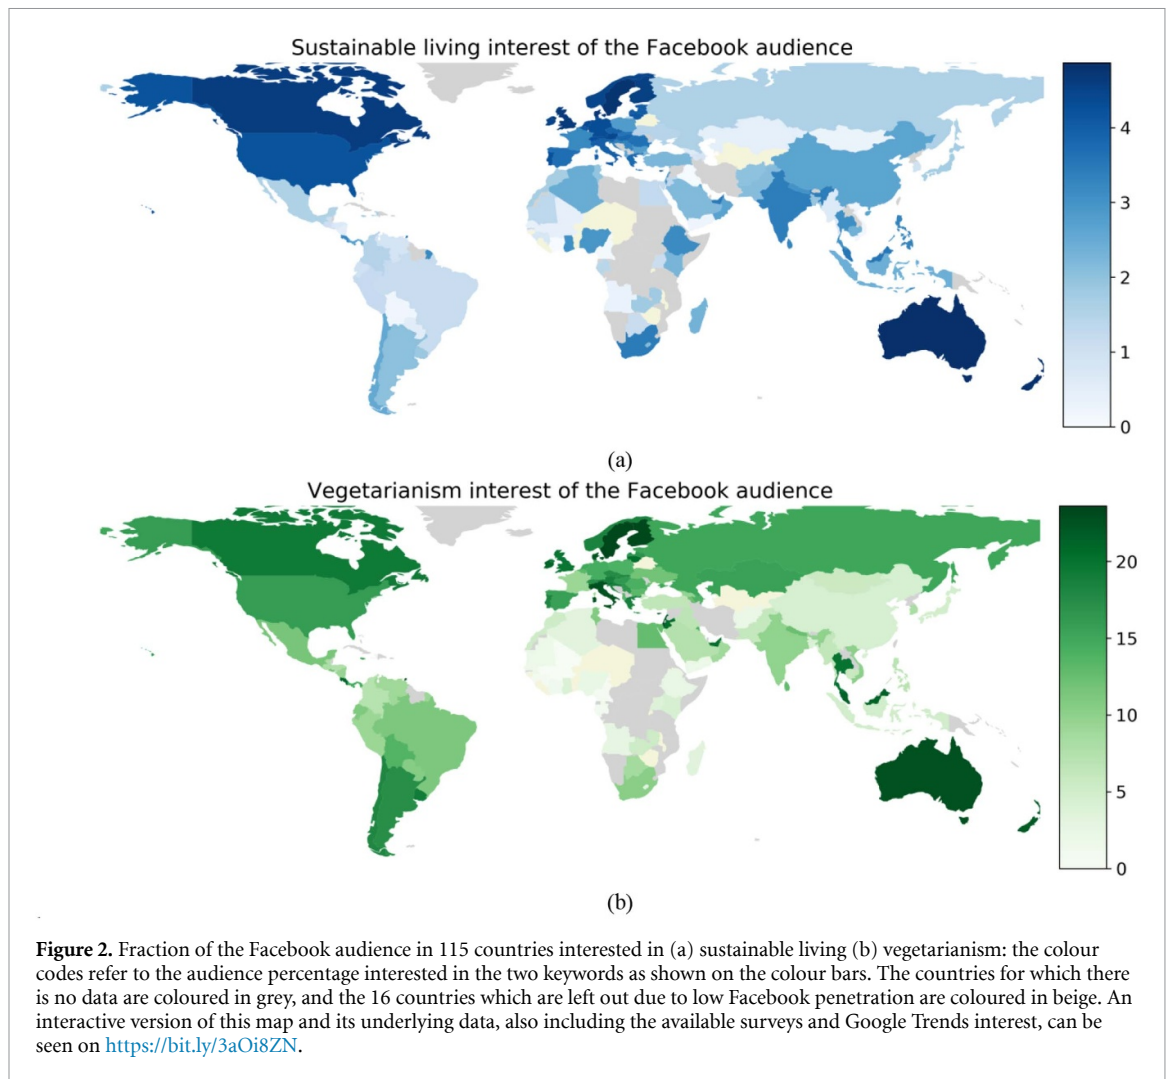 Sustainable living interest of the Facebook audience
4
3
2
1
0
(a)
Vegetarianism interest of the Facebook audience
20
15
10
5
0
(b)
Figure 2. Fraction of the Facebook audience in 115 countries interested in (a) sustainable living (b) vegetarianism: the colour
codes refer to the audience percentage interested in the two keywords as shown on the colour bars. The countries for which there
is no data are coloured in grey, and the 16 countries which are left out due to low Facebook penetration are coloured in beige. An
interactive version of this map and its underlying data, also including the available surveys and Google Trends interest, can be
seen on https://bit.ly/3aOi8ZN.